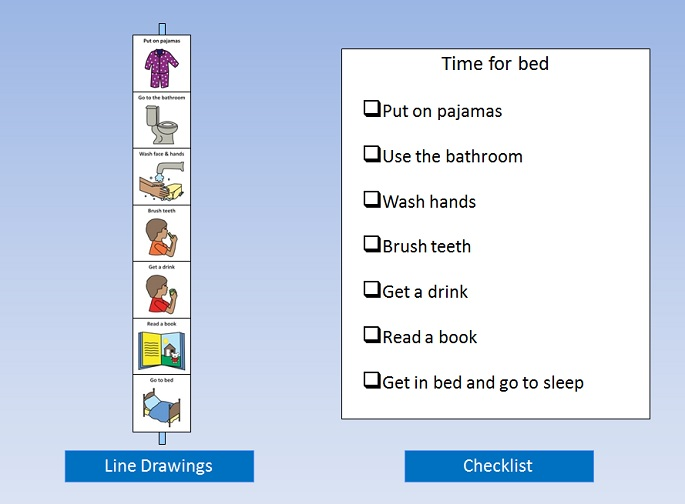 Put on pajamas
Go to the bathroom
Wash face & hands
Brush teeth
Get a drink
Read a book
Go to bed
Line Drawings
Time for bed
Put on pajamas
Use the bathroom
Wash hands
Brush teeth
Get a drink
Read a book
Get in bed and go to sleep
Checklist